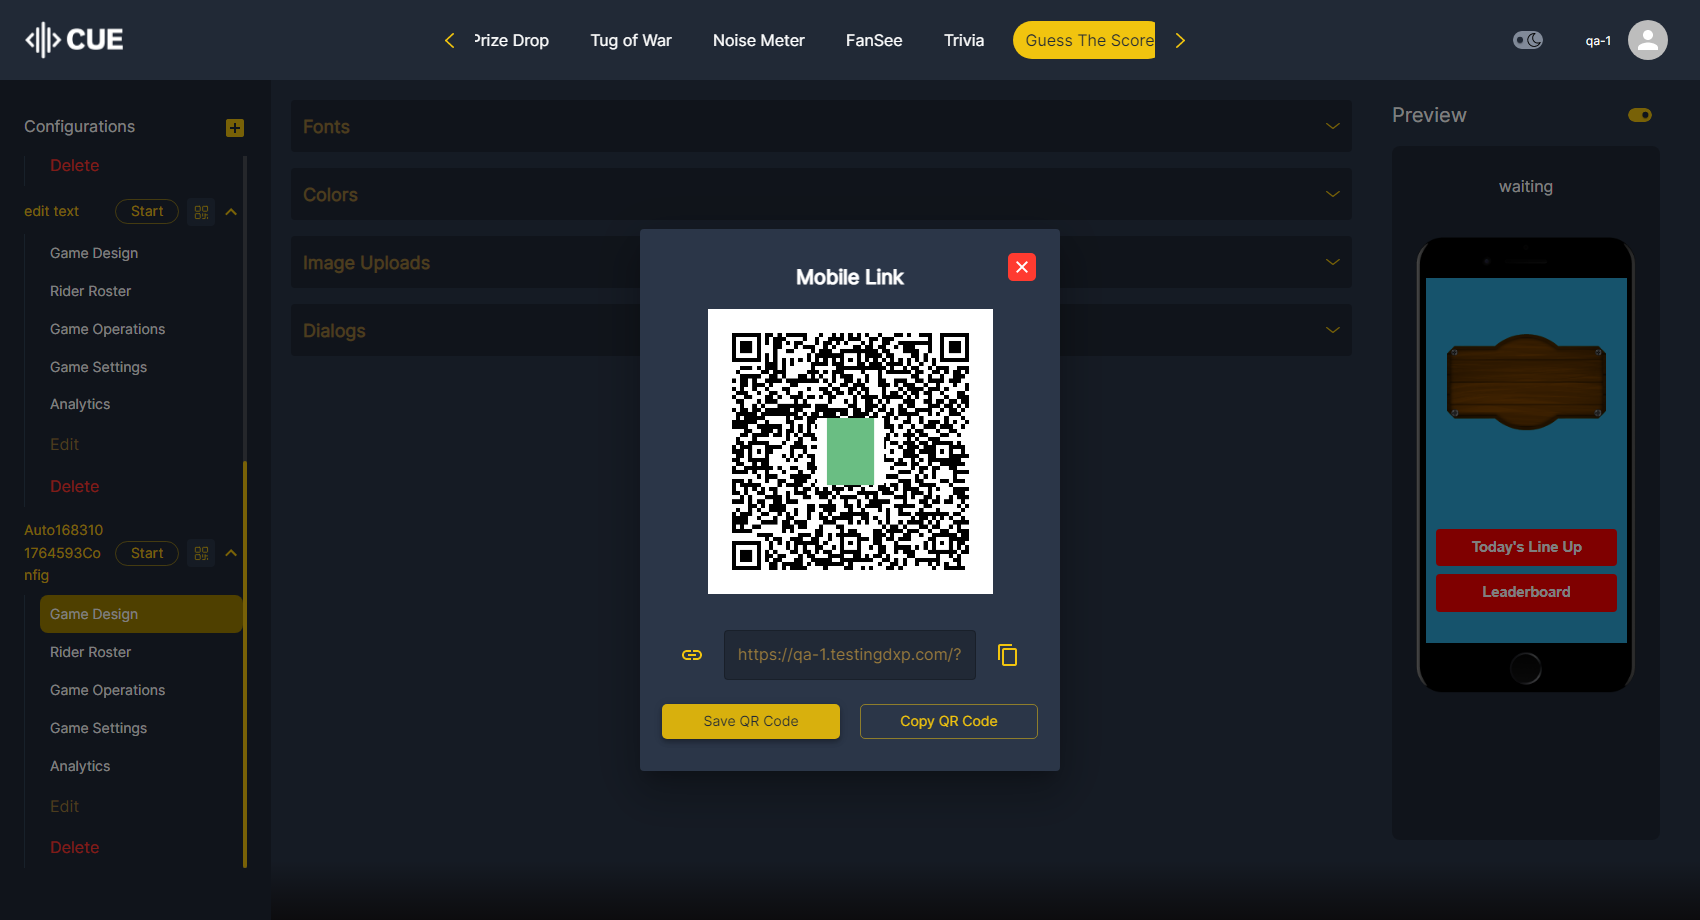 CUE
Prize Drop
Tug of War
Noise Meter
FanSee
Trivia
Guess The Score
qa-1
Configurations
Delete
edit text
Start
Game Design
Rider Roster
Game Operations
Game Settings
Analytics
Edit
Delete
Auto168310
1764593Co
nfig
Start
Game Design
Rider Roster
Game Operations
Game Settings
Analytics
Edit
Delete
Fonts
Colors
Image Uploads
Dialogs
Mobile Link
https://qa-1.testingdxp.com/?
Save QR Code
Copy QR Code
Preview
waiting
Today's Line Up
Leaderboard